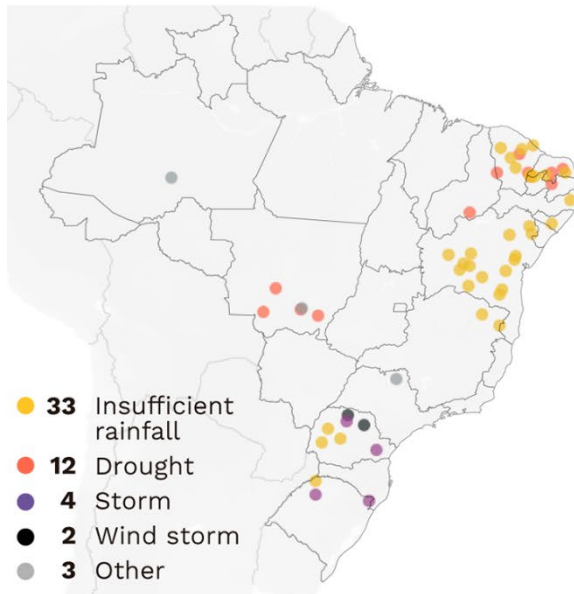 33 Insufficient
rainfall
12 Drought
4 Storm
2 Wind storm
3 Other